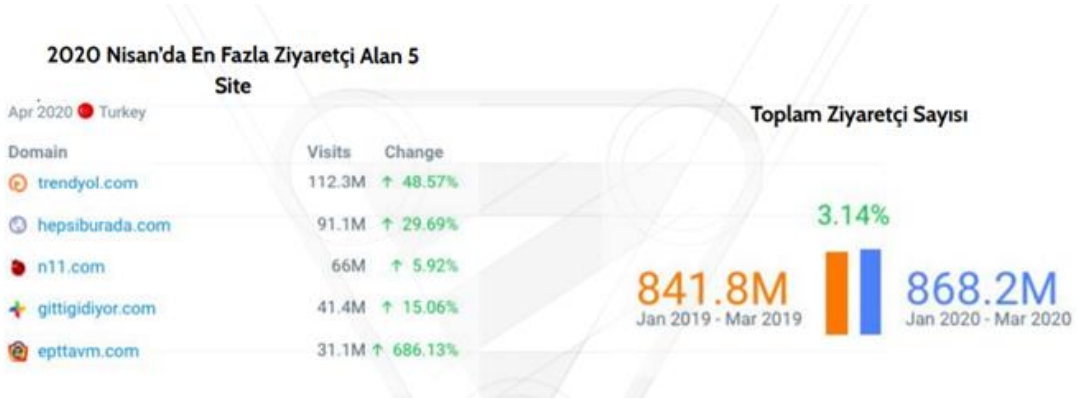 2020 Nisan'da En Fazla Ziyaretçi Alan 5
Site
Apr 2020 Turkey
Domain Visits Change
trendyol.com 112.3M ↑ 48.57%
hepsiburada.com 91.1M ↑ 29.69%
n11.com 66M ↑ 5.92%
gittigidiyor.com 41.4M ↑ 15.06%
epttavm.com 31.1M ↑ 686.13%
Toplam Ziyaretçi Sayısı
3.14%
841.8M
Jan 2019 - Mar 2019
868.2M
Jan 2020 - Mar 2020